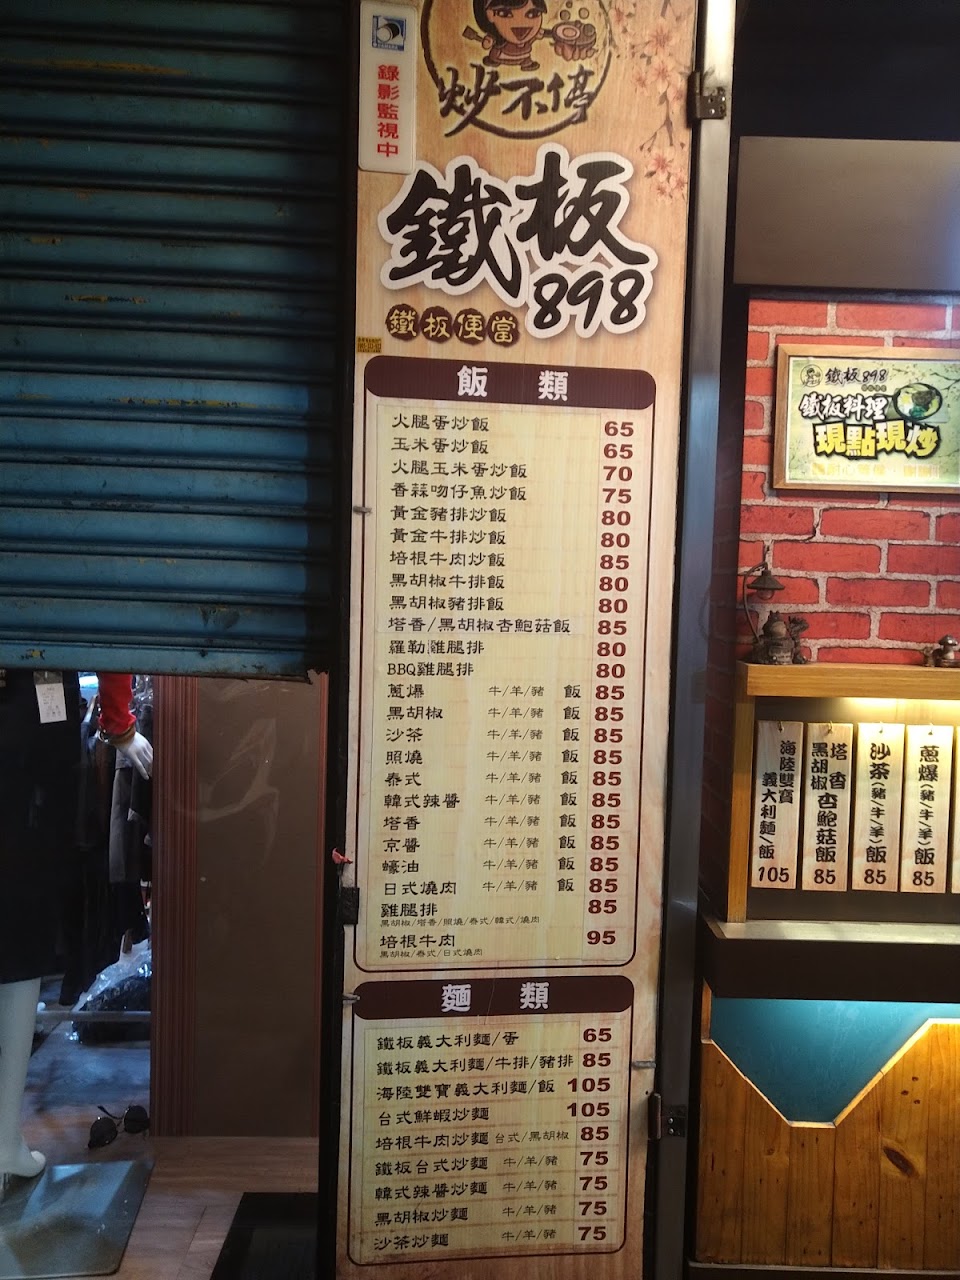 錄影監視中
炒不停
鐵板
898
鐵板便當
飯 類
火腿蛋炒飯 65
玉米蛋炒飯 65
火腿玉米蛋炒飯 70
香蒜吻仔魚炒飯 75
黃金豬排炒飯 80
黃金牛排炒飯 80
培根牛肉炒飯 85
黑胡椒牛排飯 80
黑胡椒豬排飯 80
塔香/黑胡椒杏鮑菇飯 85
羅勒雞腿排 80
BBQ雞腿排 80
蔥爆 牛/羊/豬 飯 85
黑胡椒 牛/羊/豬 飯 85
沙茶 牛/羊/豬 飯 85
照燒 牛/羊/豬 飯 85
泰式 牛/羊/豬 飯 85
韓式辣醬 牛/羊/豬 飯 85
塔香 牛/羊/豬 飯 85
京醬 牛/羊/豬 飯 85
蠔油 牛/羊/豬 飯 85
日式燒肉 牛/羊/豬 飯 85
雞腿排 85
黑胡椒/塔香/照燒/泰式/韓式/燒肉
培根牛肉 95
黑胡椒/泰式/日式燒肉
麵 類
鐵板義大利麵/蛋 65
鐵板義大利麵/牛排/豬排 85
海陸雙寶義大利麵/飯 105
台式鮮蝦炒麵 105
培根牛肉炒麵 台式/黑胡椒 85
鐵板台式炒麵 牛/羊/豬 75
韓式辣醬炒麵 牛/羊/豬 75
黑胡椒炒麵 牛/羊/豬 75
沙茶炒麵 牛/羊/豬 75
鐵板898
鐵板料理
現點現炒
海陸雙寶
義大利麵/飯
105
塔香
黑胡椒
杏鮑菇飯
85
沙茶(豬/牛/羊)飯
85
蔥爆(豬/牛/羊)飯
85